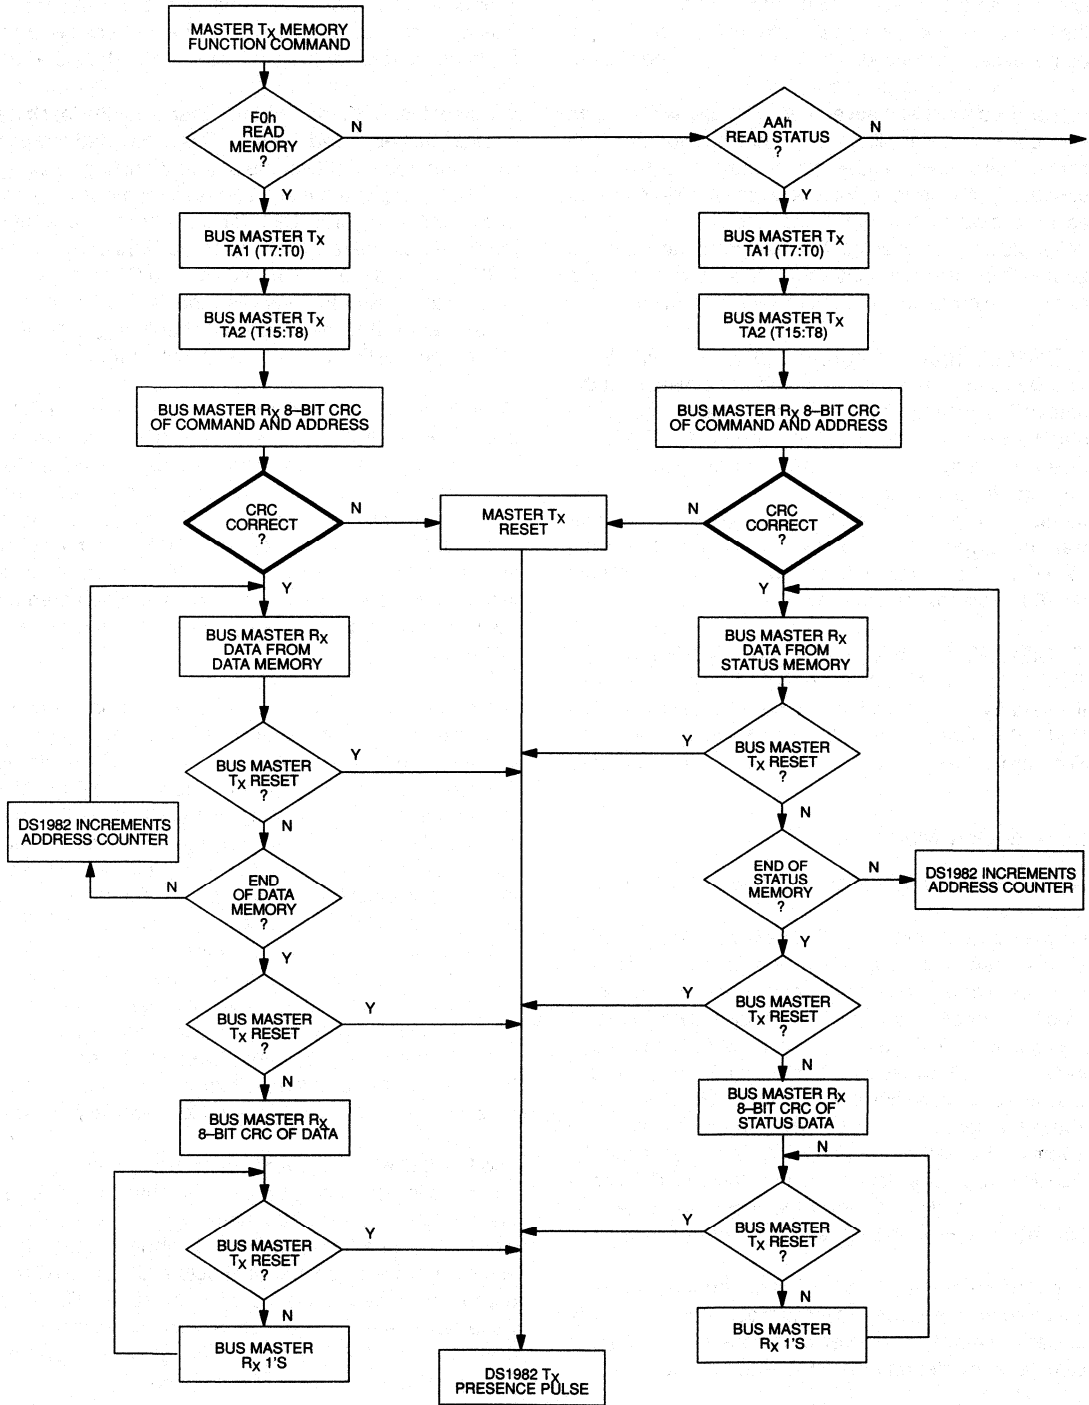 MASTER TX MEMORY
FUNCTION COMMAND
F0h
READ
MEMORY
?
N
Y
AAh
READ STATUS
?
N
Y
BUS MASTER TX
TA1 (T7:T0)
BUS MASTER TX
TA1 (T7:T0)
BUS MASTER TX
TA2 (T15:T8)
BUS MASTER TX
TA2 (T15:T8)
BUS MASTER RX 8–BIT CRC
OF COMMAND AND ADDRESS
BUS MASTER RX 8–BIT CRC
OF COMMAND AND ADDRESS
CRC
CORRECT
?
N
Y
MASTER TX
RESET
N
CRC
CORRECT
?
Y
BUS MASTER RX
DATA FROM
DATA MEMORY
BUS MASTER RX
DATA FROM
STATUS MEMORY
BUS MASTER
TX RESET
?
Y
N
Y
BUS MASTER
TX RESET
?
N
DS1982 INCREMENTS
ADDRESS COUNTER
N
END
OF DATA
MEMORY
?
Y
END OF
STATUS
MEMORY
?
N
Y
DS1982 INCREMENTS
ADDRESS COUNTER
BUS MASTER
TX RESET
?
Y
N
Y
BUS MASTER
TX RESET
?
N
BUS MASTER RX
8–BIT CRC OF DATA
BUS MASTER RX
8–BIT CRC OF
STATUS DATA
N
BUS MASTER
TX RESET
?
Y
N
Y
BUS MASTER
TX RESET
?
N
BUS MASTER
RX 1'S
BUS MASTER
RX 1'S
DS1982 TX
PRESENCE PULSE